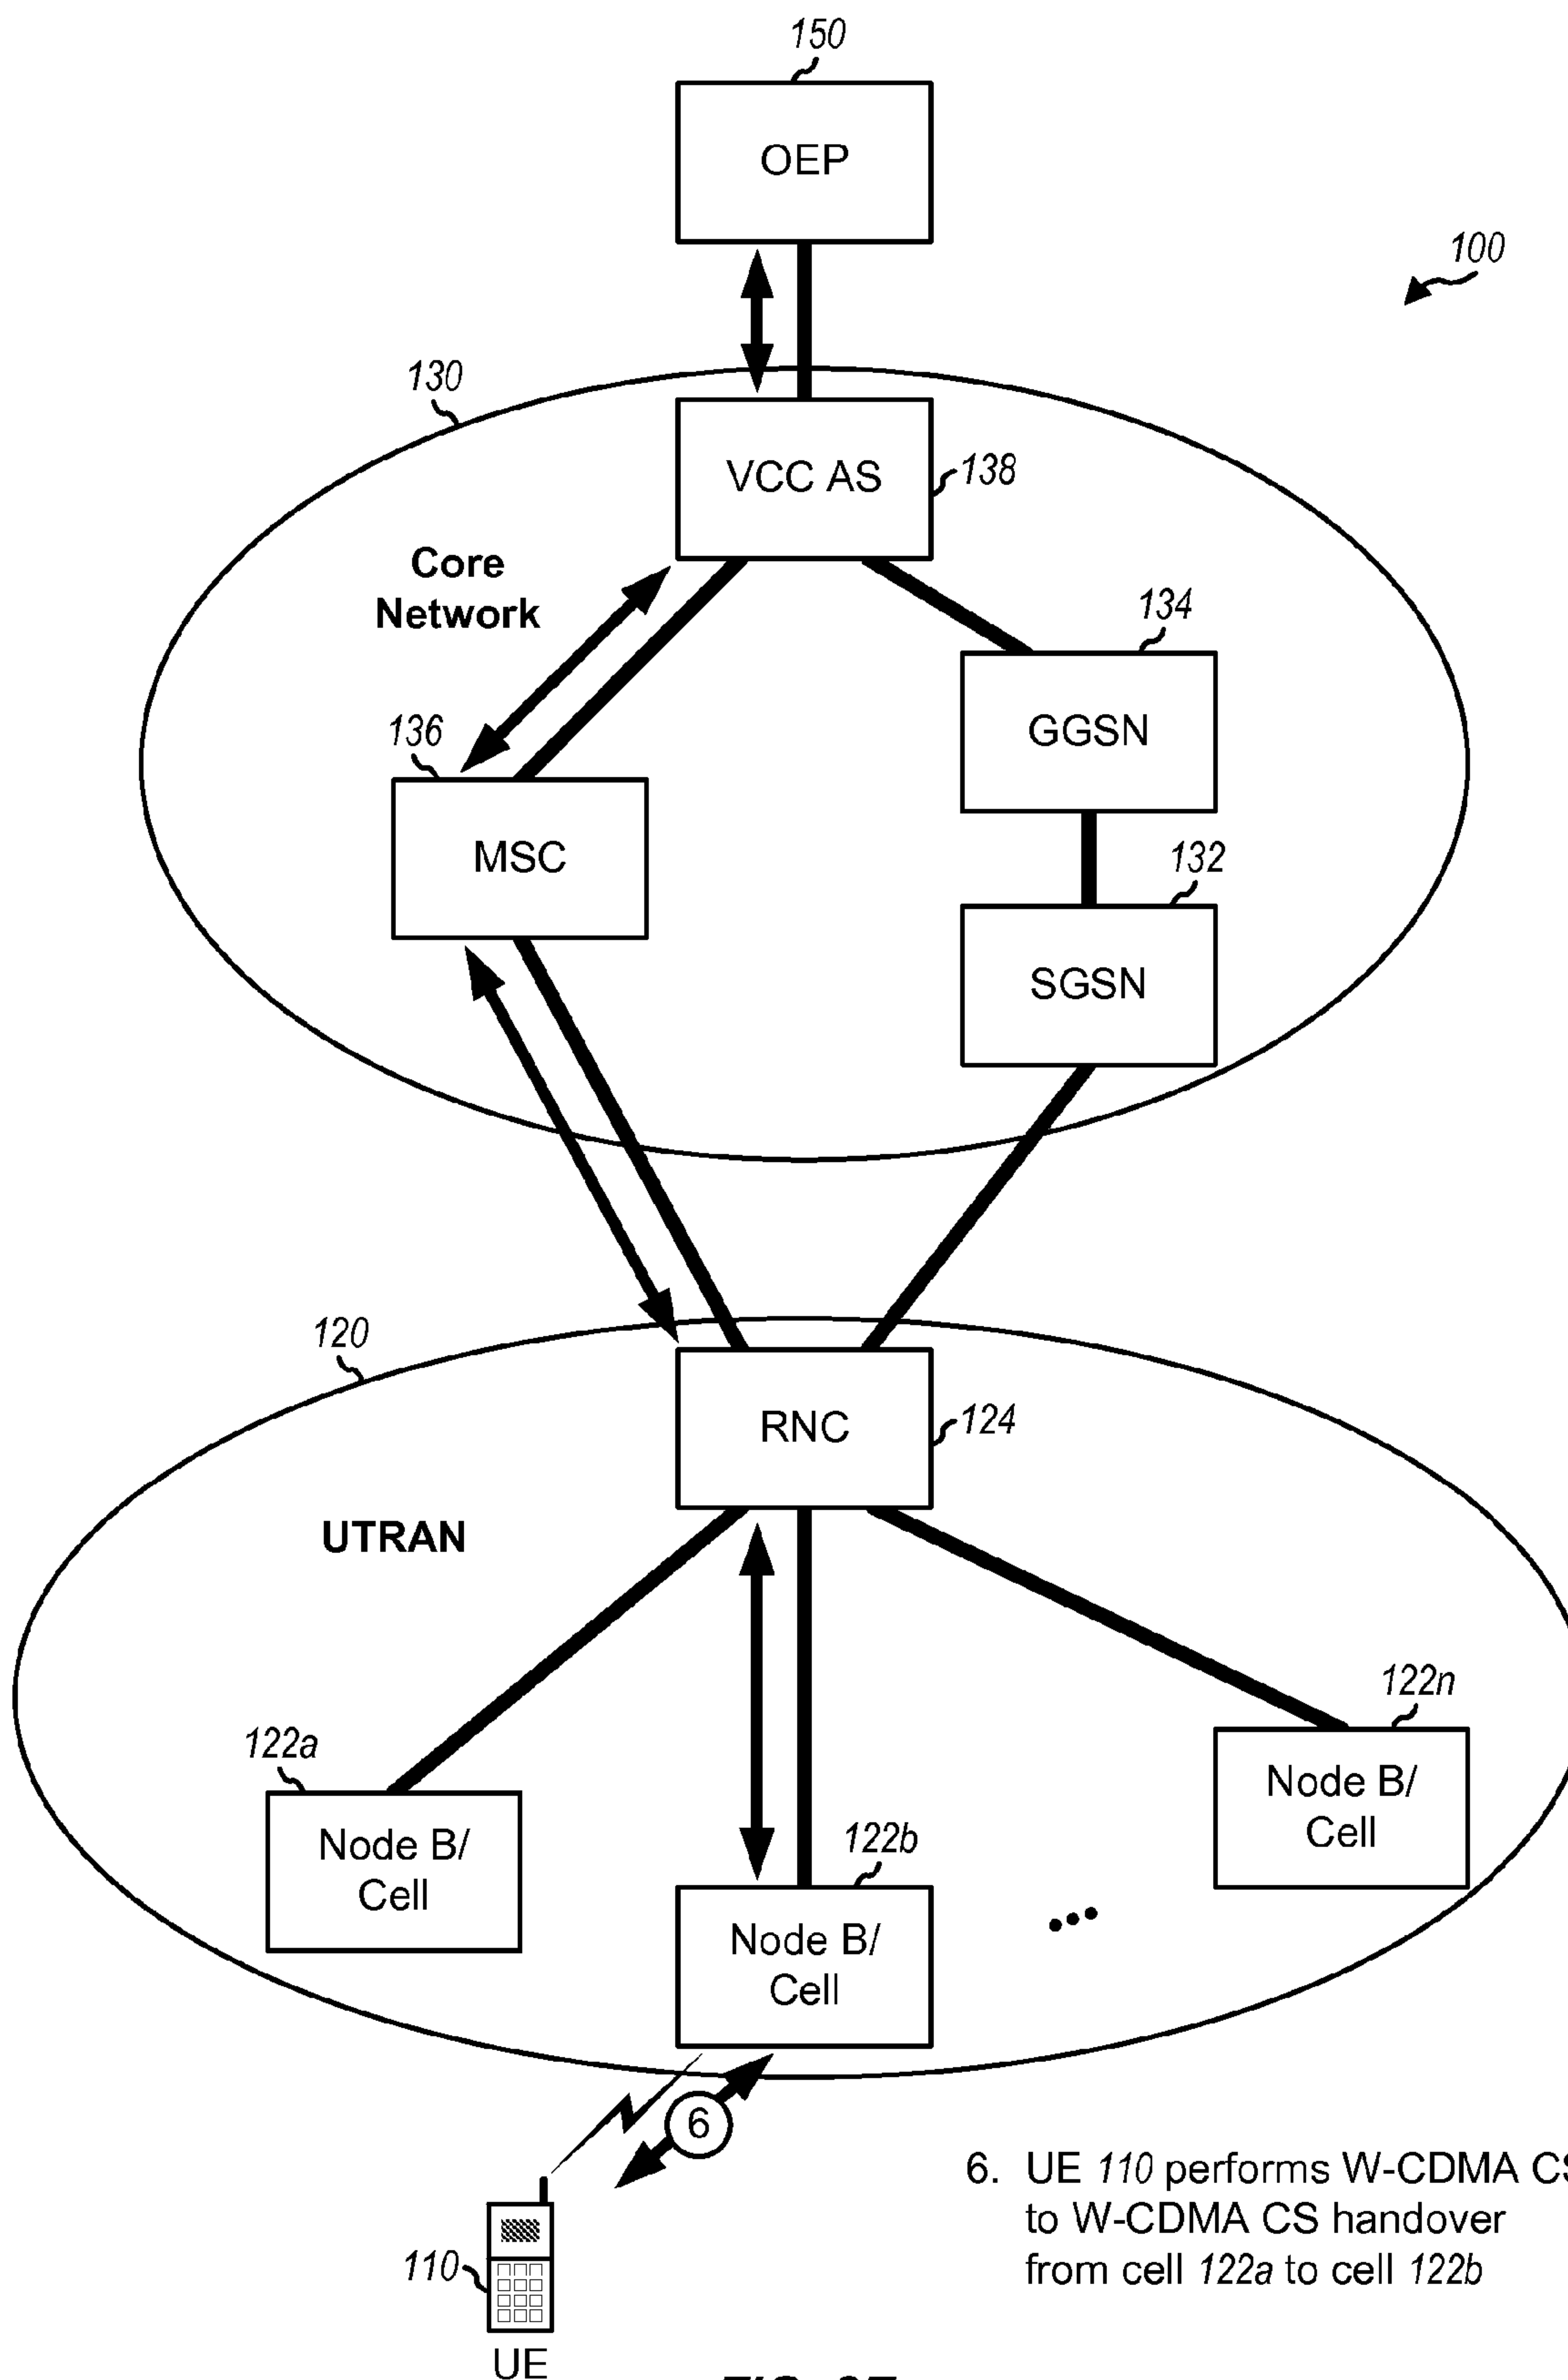 150
OEP
100
130
VCC AS
138
Core
Network
134
GGSN
136
MSC
132
SGSN
120
RNC
124
UTRAN
122n
Node B/
Cell
122a
Node B/
Cell
122b
Node B/
Cell
6
6. UE 110 performs W-CDMA CS
to W-CDMA CS handover
from cell 122a to cell 122b
110
UE